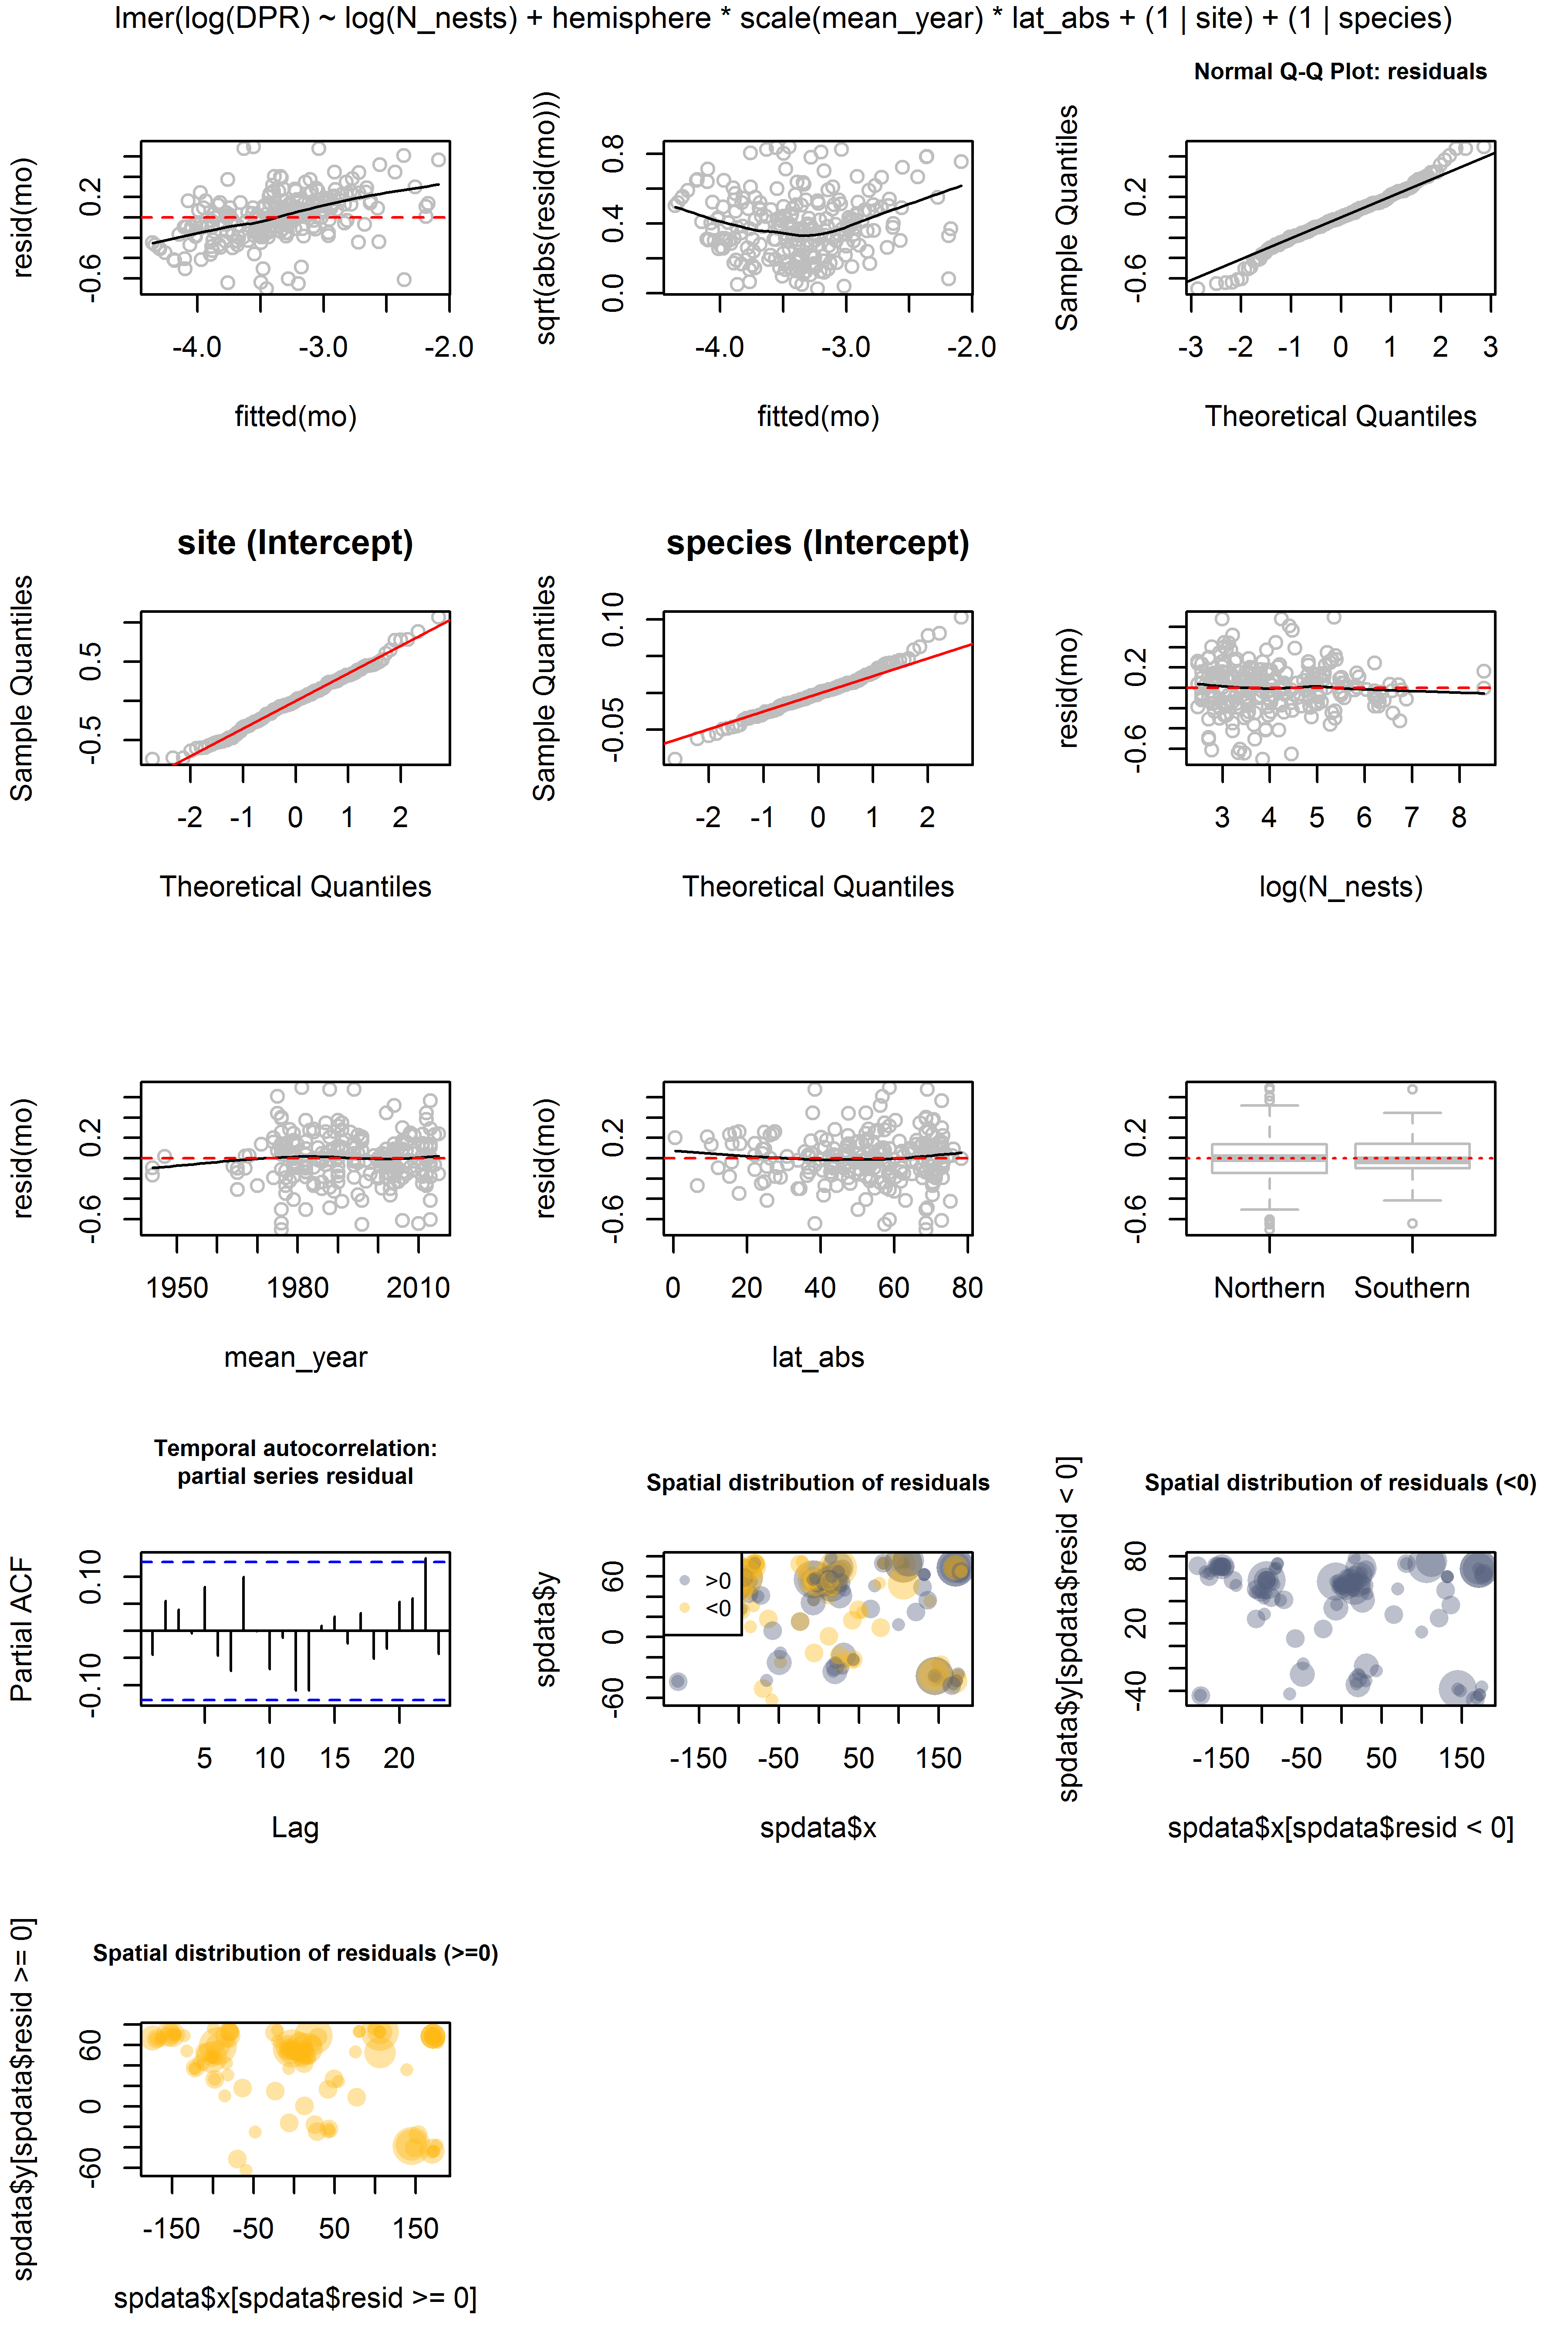 lmer(log(DPR) ~ log(N_nests) + hemisphere * scale(mean_year) * lat_abs + (1 | site) + (1 | species)
resid(mo)
0.2
-0.6
-4.0 -3.0 -2.0
fitted(mo)
sqrt(abs(resid(mo)))
0.8
0.4
0.0
-4.0 -3.0 -2.0
fitted(mo)
Normal Q-Q Plot: residuals
Sample Quantiles
0.2
-0.6
-3 -2 -1 0 1 2 3
Theoretical Quantiles
site (Intercept)
Sample Quantiles
0.5
-0.5
-2 -1 0 1 2
Theoretical Quantiles
species (Intercept)
Sample Quantiles
0.10
-0.05
-2 -1 0 1 2
Theoretical Quantiles
resid(mo)
0.2
-0.6
3 4 5 6 7 8
log(N_nests)
resid(mo)
0.2
-0.6
1950 1980 2010
mean_year
resid(mo)
0.2
-0.6
0 20 40 60 80
lat_abs
0.2
-0.6
Northern Southern
Temporal autocorrelation:
partial series residual
Partial ACF
0.10
-0.10
5 10 15 20
Lag
Spatial distribution of residuals
spdata$y
60
0
-60
>0
<0
-150 -50 50 150
spdata$x
Spatial distribution of residuals (<0)
spdata$y[spdata$resid < 0]
80
20
-40
-150 -50 50 150
spdata$x[spdata$resid < 0]
Spatial distribution of residuals (>=0)
spdata$y[spdata$resid >= 0]
60
0
-60
-150 -50 50 150
spdata$x[spdata$resid >= 0]